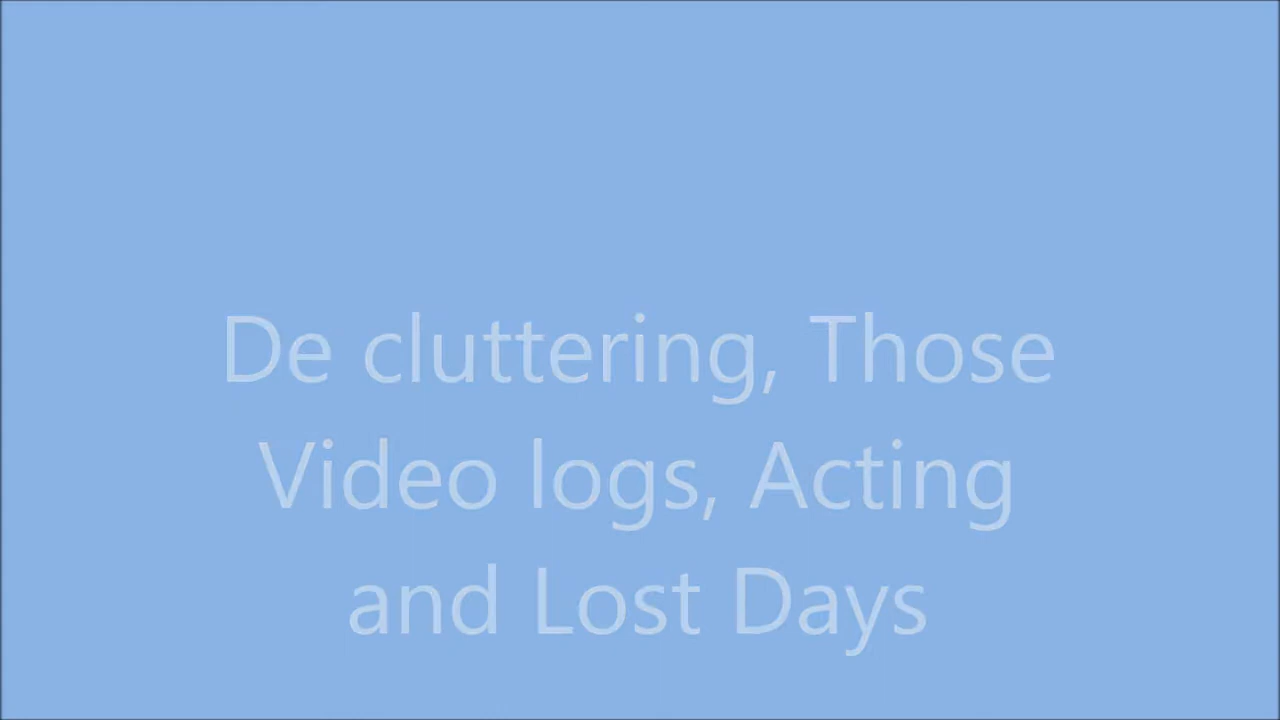 De cluttering, Those
Video logs, Acting
and Lost Days